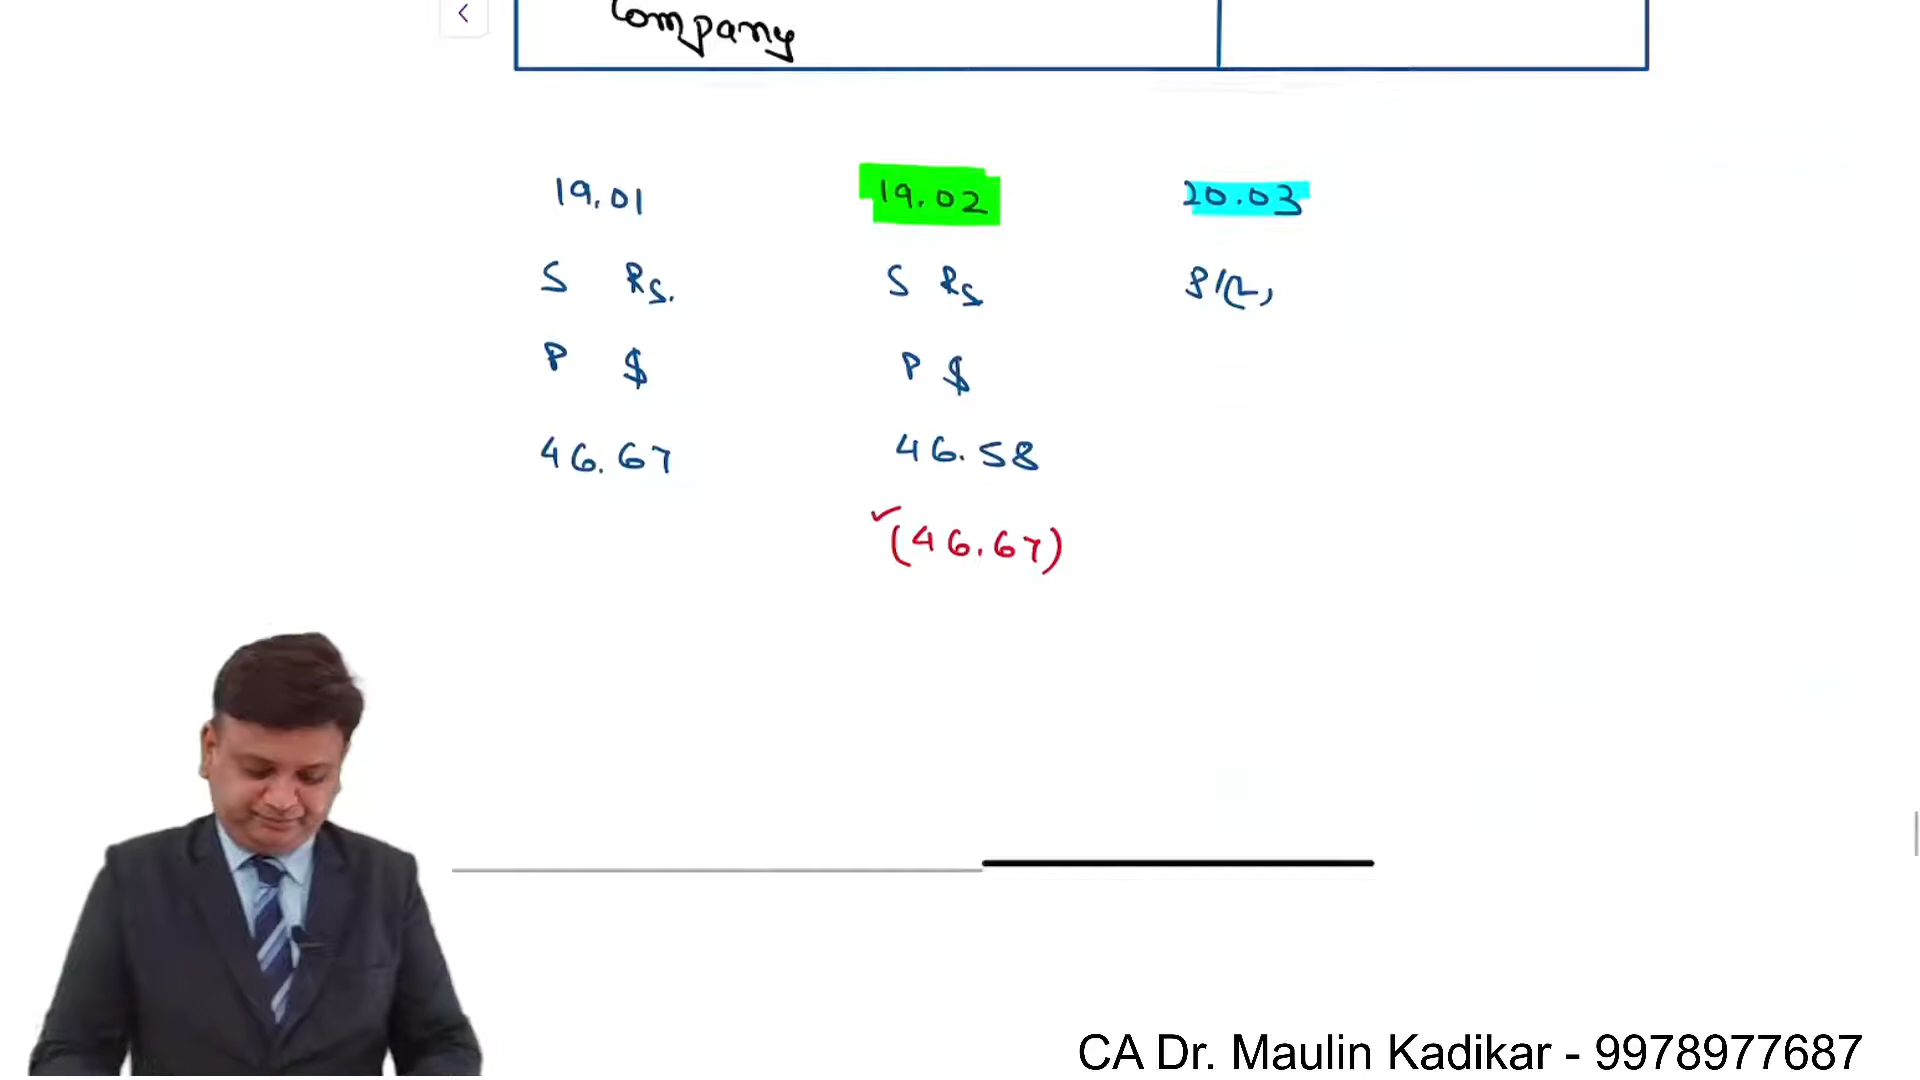 Company
19.01 19.02 20.03
S Rs. S Rs
P $ P $
46.67 46.58
(46.67)
CA Dr. Maulin Kadikar - 9978977687